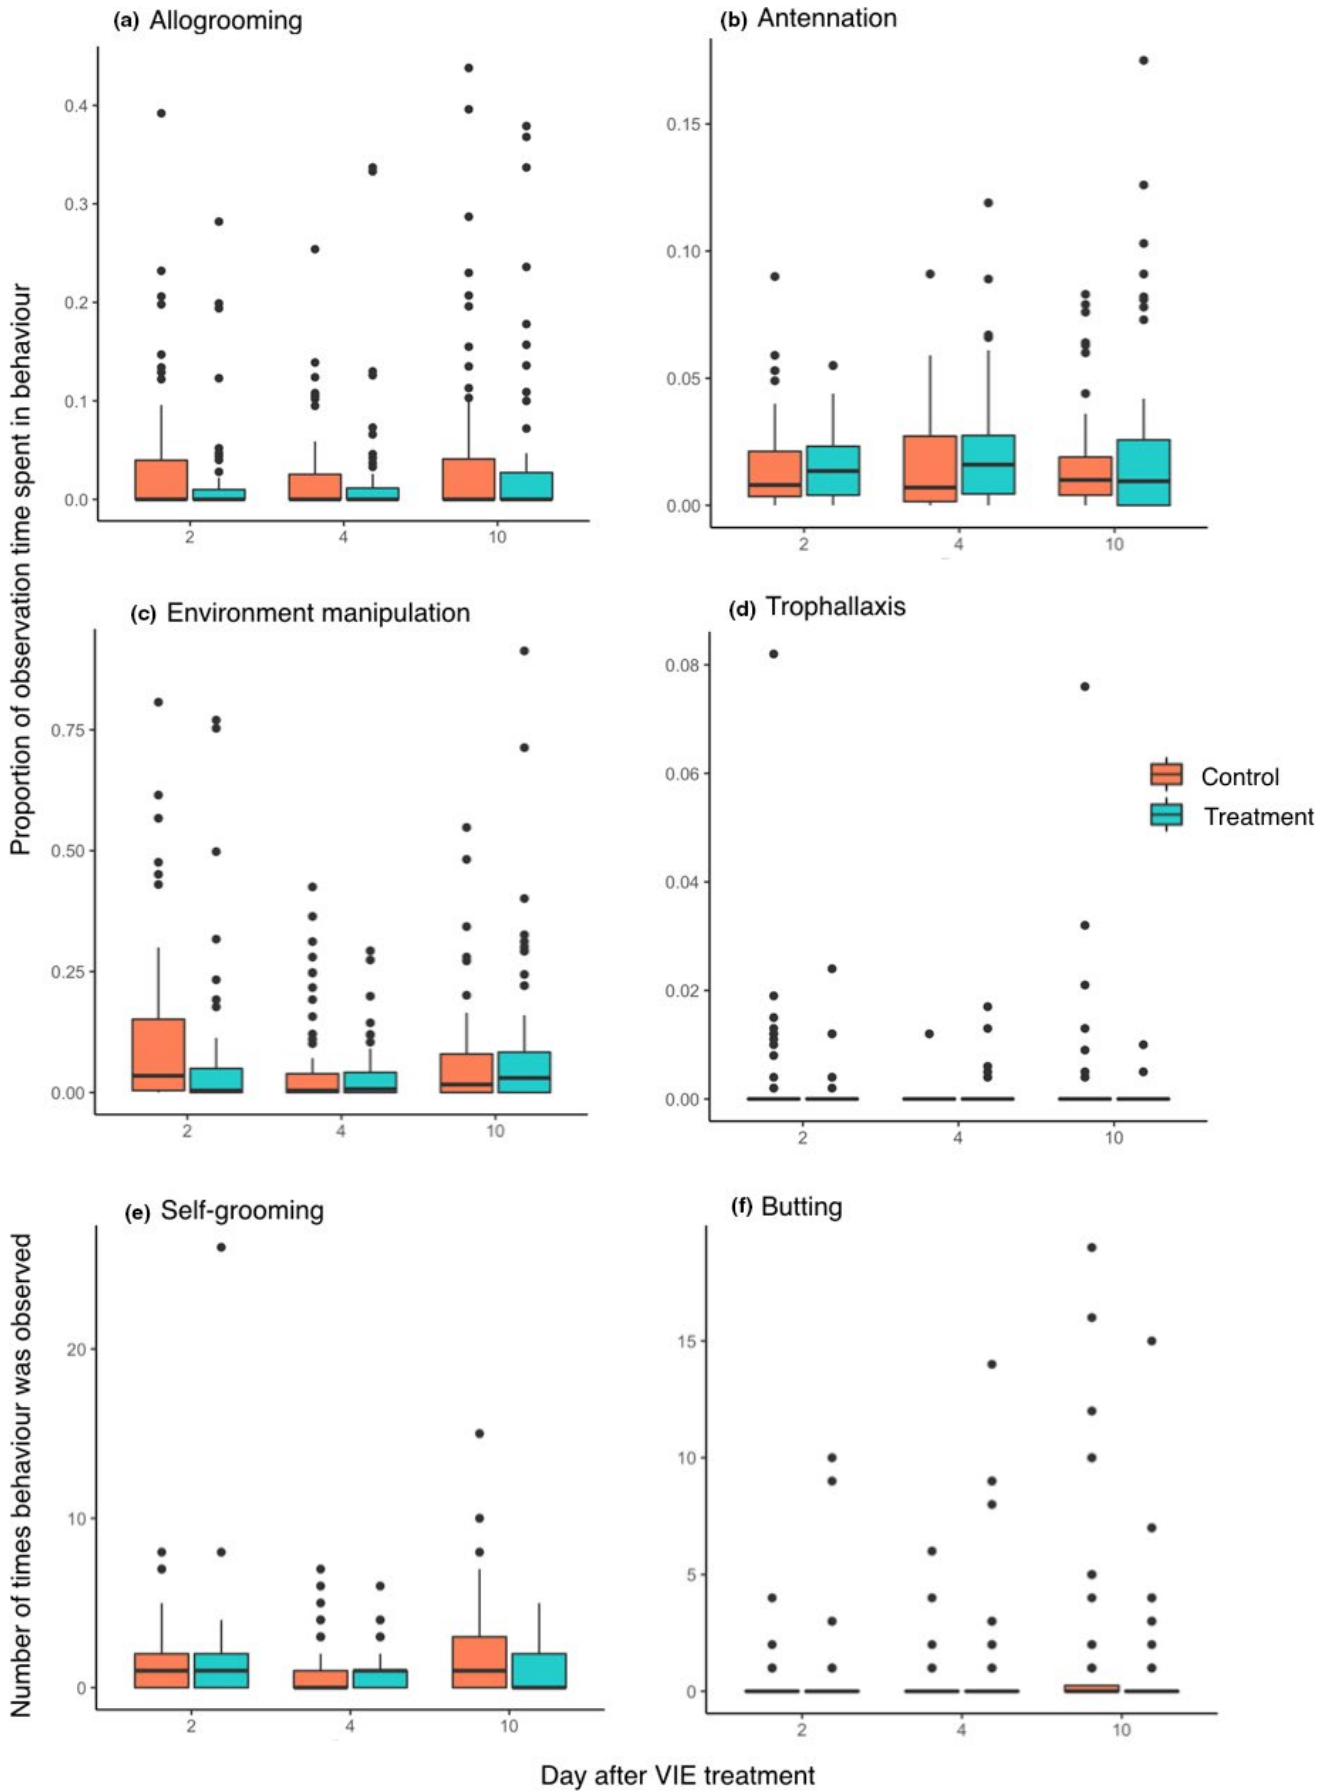 (a) Allogrooming
(b) Antennation
0.4
0.3
0.2
0.1
0.0
2 4 10
0.15
0.10
0.05
0.00
2 4 10
Proportion of observation time spent in behaviour
(c) Environment manipulation
(d) Trophallaxis
0.75
0.50
0.25
0.00
2 4 10
0.08
0.06
0.04
0.02
0.00
2 4 10
Control
Treatment
(e) Self-grooming
(f) Butting
Number of times behaviour was observed
20
10
0
2 4 10
15
10
5
0
2 4 10
Day after VIE treatment